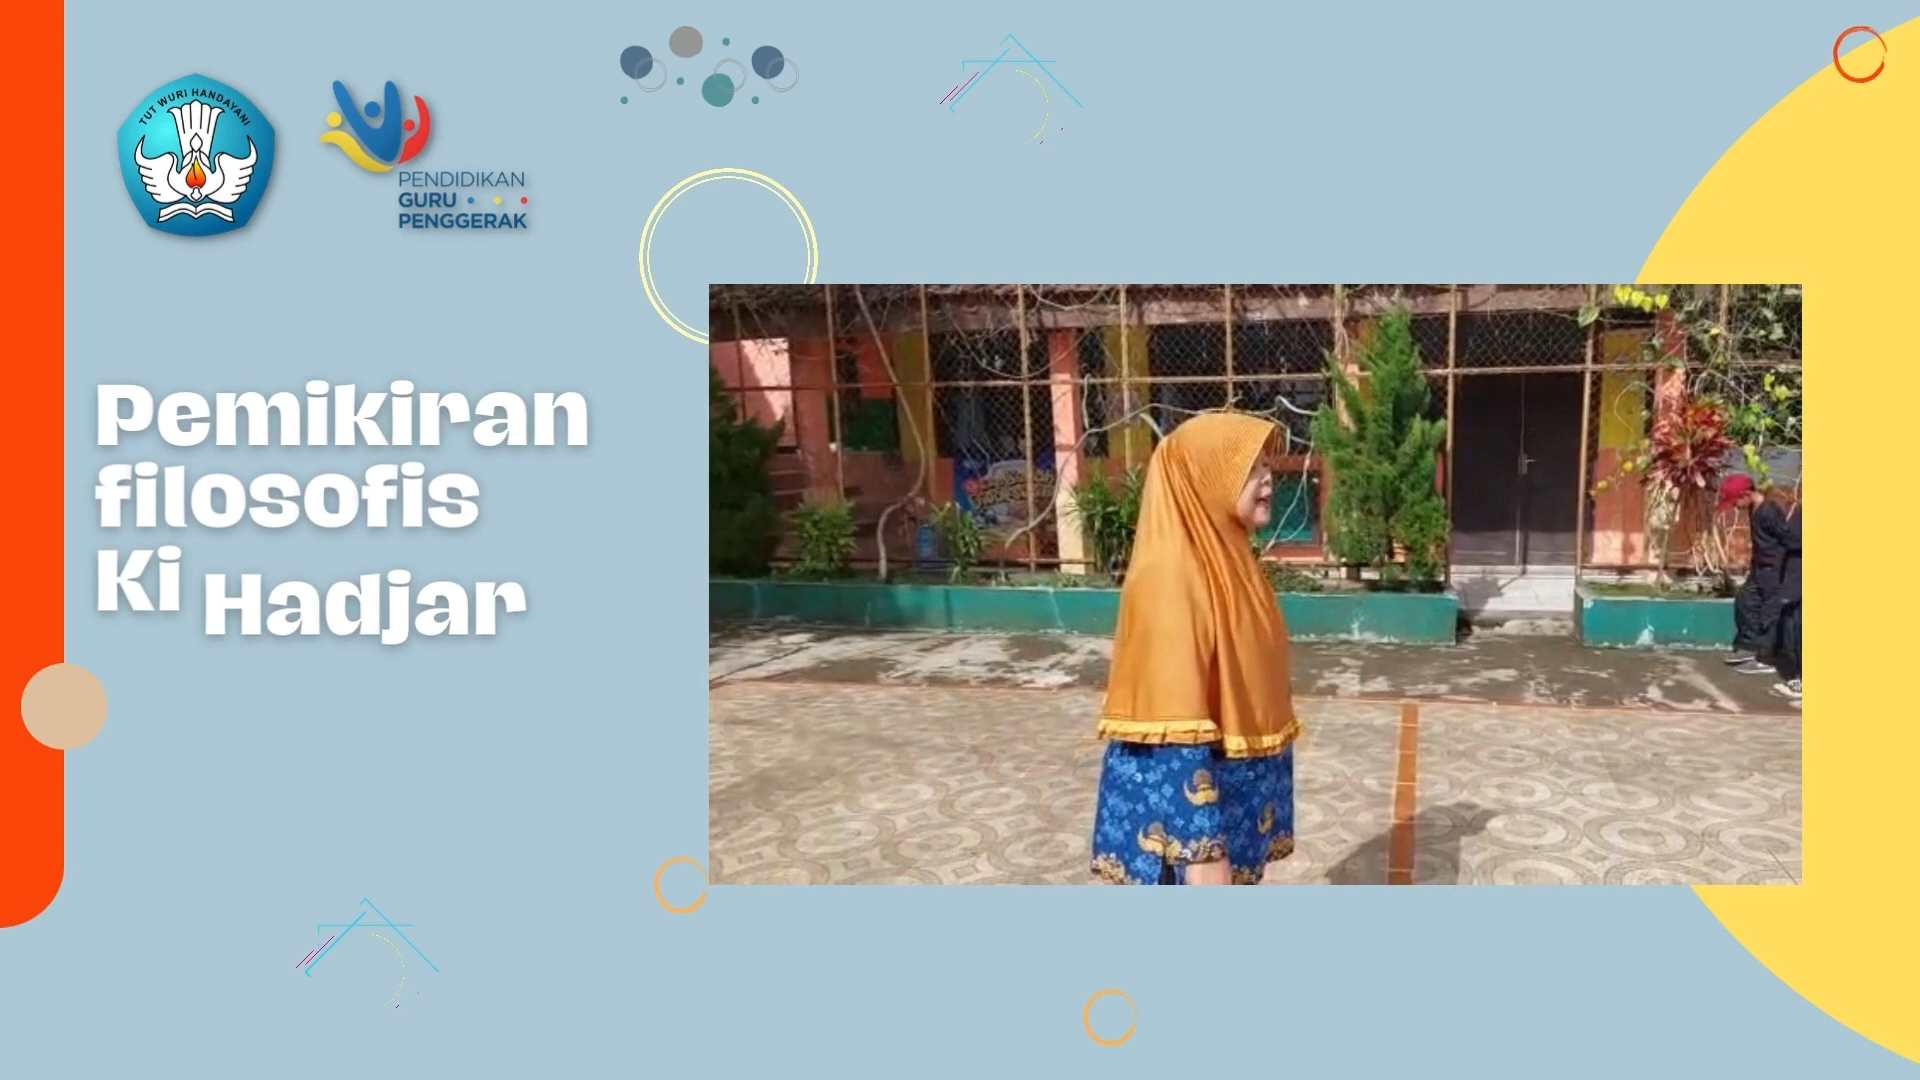 TUT WURI HANDAYANI
PENDIDIKAN
GURU
PENGGERAK
Pemikiran
filosofis
Ki Hadjar